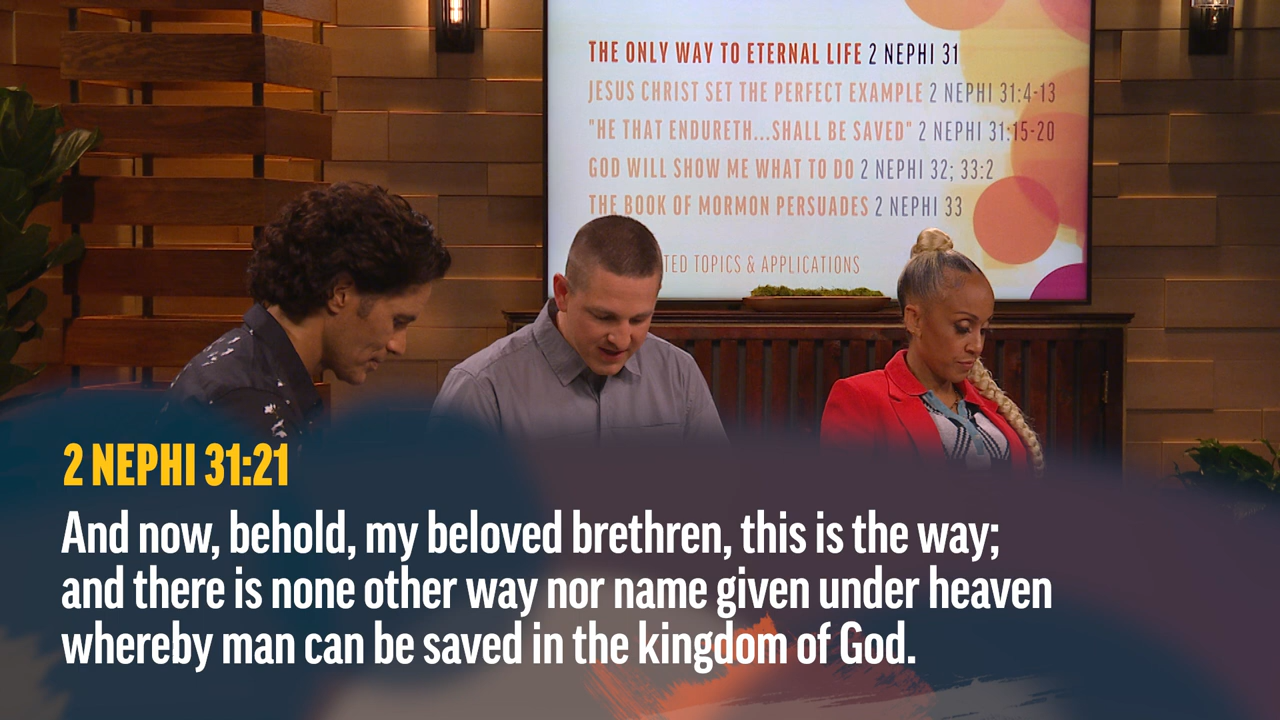 THE ONLY WAY TO ETERNAL LIFE 2 NEPHI 31
JESUS CHRIST SET THE PERFECT EXAMPLE 2 NEPHI 31:4-13
"HE THAT ENDURETH...SHALL BE SAVED" 2 NEPHI 31:15-20
GOD WILL SHOW ME WHAT TO DO 2 NEPHI 32; 33:2
THE BOOK OF MORMON PERSUADES 2 NEPHI 33
TOPICS & APPLICATIONS
2 NEPHI 31:21
And now, behold, my beloved brethren, this is the way;
and there is none other way nor name given under heaven
whereby man can be saved in the kingdom of God.